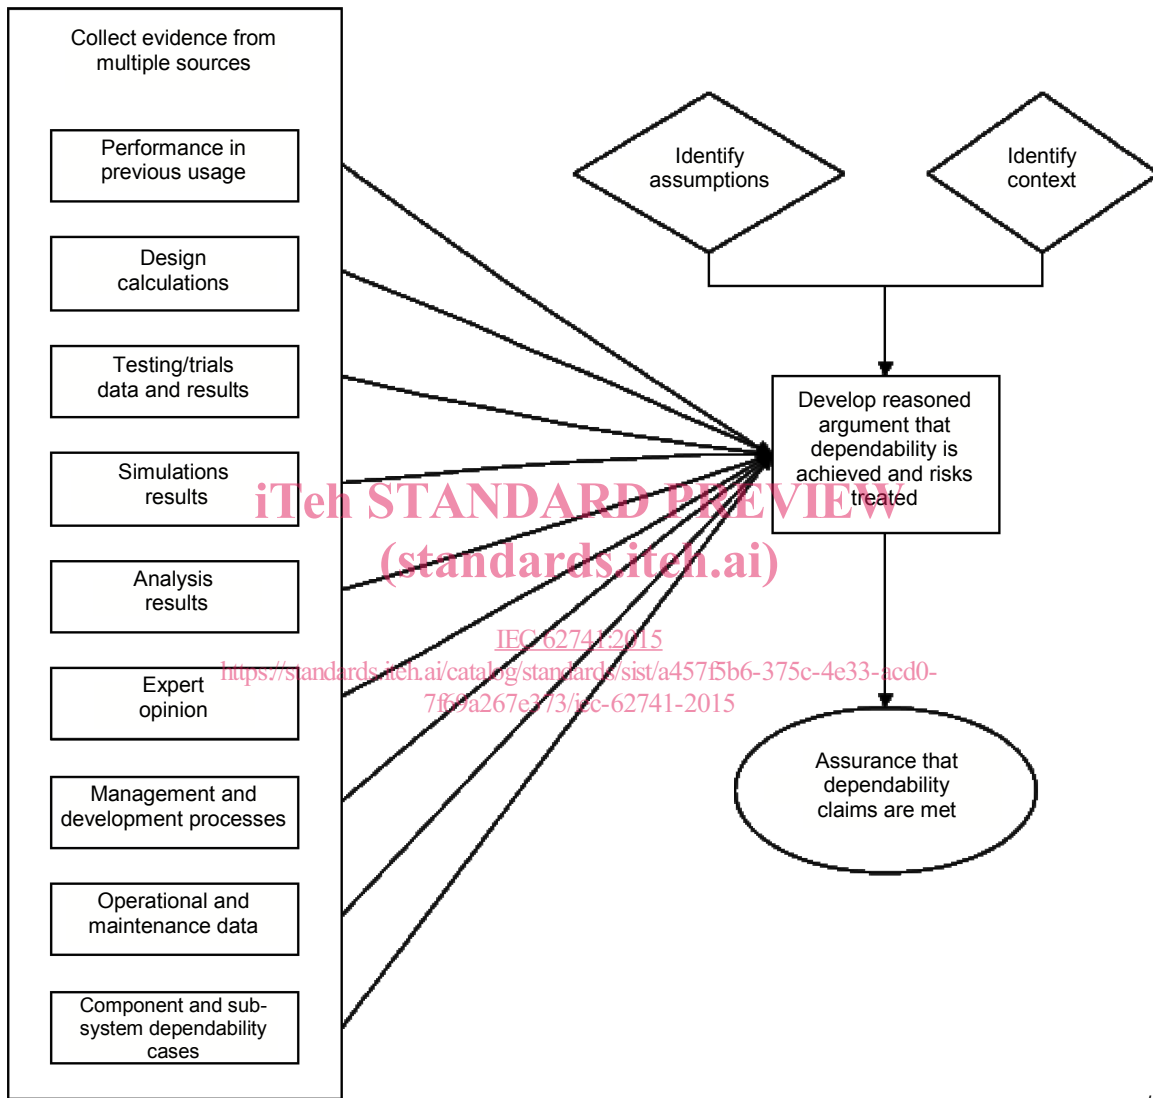 Collect evidence from
multiple sources
Performance in
previous usage
Design
calculations
Testing/trials
data and results
Simulations
results
Analysis
results
Expert
opinion
Management and
development processes
Operational and
maintenance data
Component and sub-
system dependability
cases
Identify
assumptions
Identify
context
Develop reasoned
argument that
dependability is
achieved and risks
treated
Assurance that
dependability
claims are met
iTeh STANDARD PREVIEW
(standards.iteh.ai)
IEC 62741:2015
https://standards.iteh.ai/catalog/standards/sist/a457f5b6-375c-4e33-acd0-
7f69a267e373/iec-62741-2015